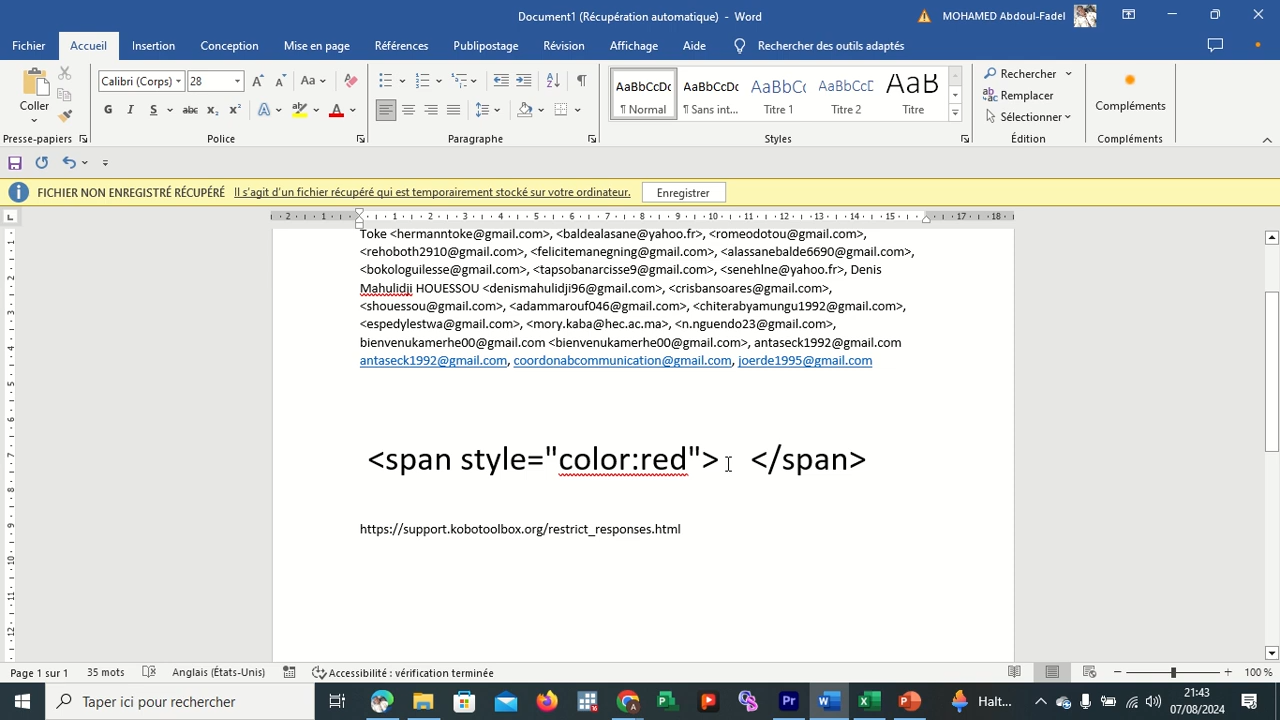 Document1 (Récupération automatique) - Word
MOHAMED Abdoul-Fadel
Fichier Accueil Insertion Conception Mise en page Références Publipostage Révision Affichage Aide Rechercher des outils adaptés
Coller
Presse-papiers
Calibri (Corps) 28
G I S abc x₂ x²
Police
Paragraphe
AaBbCcDc AaBbCcDc AaBbCc AaBbCcD AaB
¶ Normal ¶ Sans int... Titre 1 Titre 2 Titre
Styles
Rechercher
Remplacer
Sélectionner
Édition
Compléments
Compléments
FICHIER NON ENREGISTRÉ RÉCUPÉRÉ Il s'agit d'un fichier récupéré qui est temporairement stocké sur votre ordinateur. Enregistrer
Toke <hermanntoke@gmail.com>, <baldealasane@yahoo.fr>, <romeodotou@gmail.com>,
<rehoboth2910@gmail.com>, <felicitemanegning@gmail.com>, <alassanebalde6690@gmail.com>,
<bokologuilesse@gmail.com>, <tapsobanarcisse9@gmail.com>, <senehlne@yahoo.fr>, Denis
Mahulidji HOUESSOU <denismahulidji96@gmail.com>, <crisbansoares@gmail.com>,
<shouessou@gmail.com>, <adammarouf046@gmail.com>, <chiterabyamungu1992@gmail.com>,
<espedylestwa@gmail.com>, <mory.kaba@hec.ac.ma>, <n.nguendo23@gmail.com>,
bienvenukamerhe00@gmail.com <bienvenukamerhe00@gmail.com>, antaseck1992@gmail.com
antaseck1992@gmail.com, coordonabcommunication@gmail.com, joerde1995@gmail.com
<span style="color:red"> </span>
https://support.kobotoolbox.org/restrict_responses.html
Page 1 sur 1 35 mots Anglais (États-Unis) Accessibilité : vérification terminée 100 %
Taper ici pour rechercher
Halt...
21:43
07/08/2024